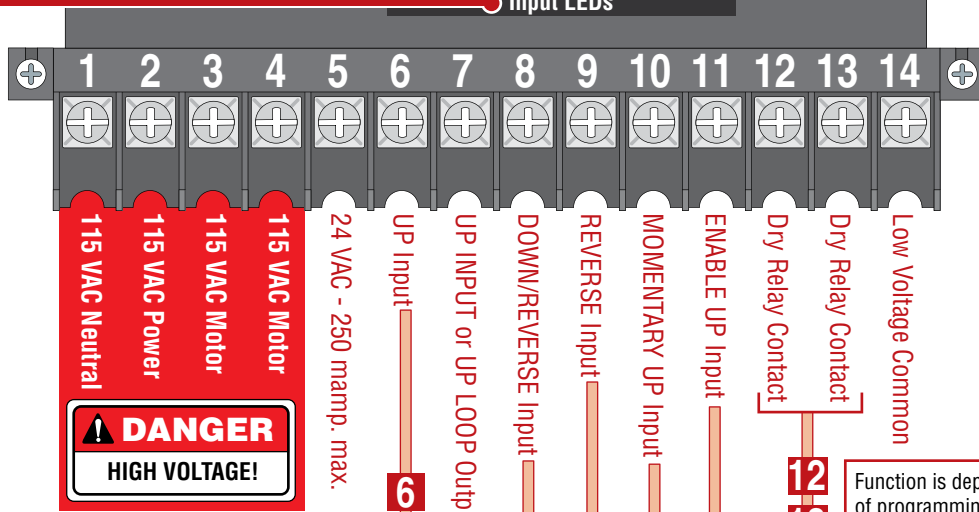 Input LEDs
1 2 3 4 5 6 7 8 9 10 11 12 13 14
115 VAC Neutral
115 VAC Power
115 VAC Motor
115 VAC Motor
24 VAC - 250 mamp. max.
UP Input
UP INPUT or UP LOOP Outp
DOWN/REVERSE Input
REVERSE Input
MOMENTARY UP Input
ENABLE UP Input
Dry Relay Contact
Dry Relay Contact
Low Voltage Common
DANGER
HIGH VOLTAGE!
6
12
Function is dep
of programmin